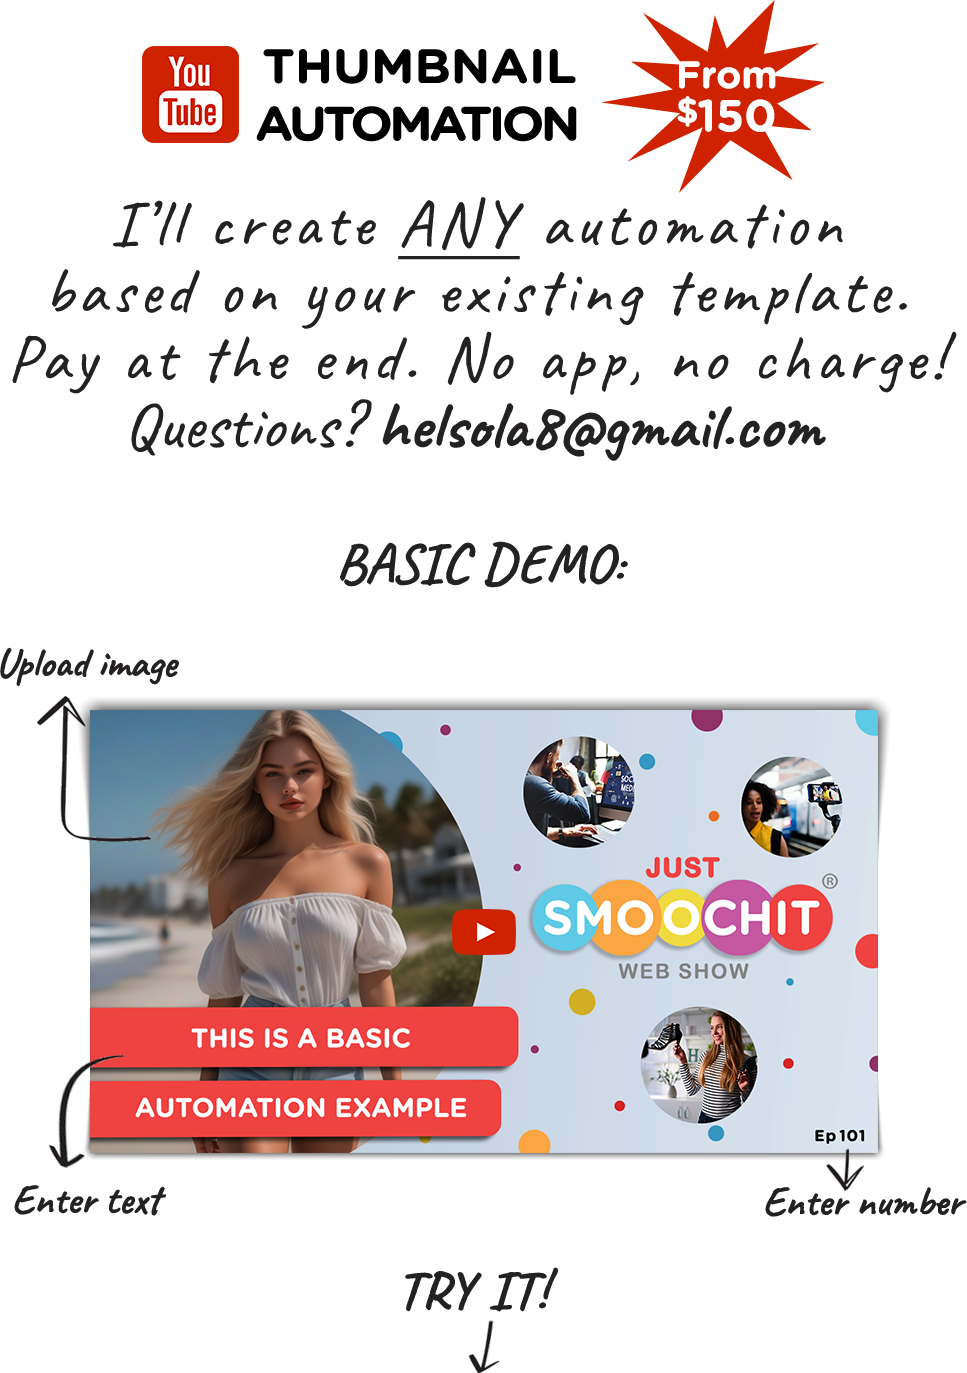 You
Tube
THUMBNAIL
AUTOMATION
From
$150
I'll create ANY automation
based on your existing template.
Pay at the end. No app, no charge!
Questions? helsola8@gmail.com
BASIC DEMO:
Upload image
SOC
MED
JUST
SMOOCHIT
®
WEB SHOW
THIS IS A BASIC
AUTOMATION EXAMPLE
Ep 101
Enter text
Enter number
TRY IT!